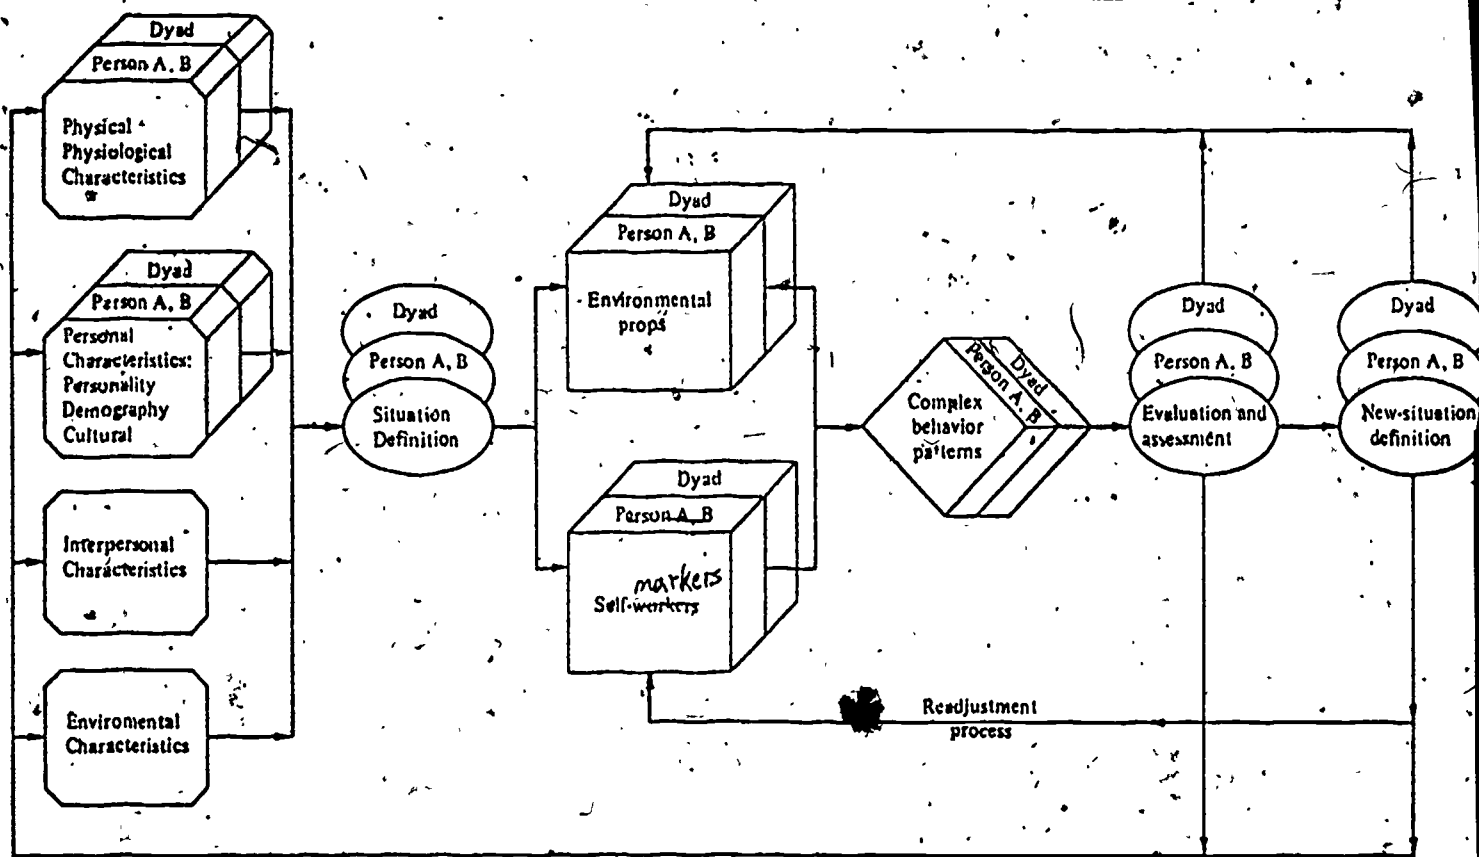 Dyad
Person A, B
Physical
Physiological
Characteristics
Dyad
Person A, B
Personal
Characteristics:
Personality
Demography
Cultural
Interpersonal
Characteristics
Enviromental
Characteristics
Dyad
Person A, B
Situation
Definition
Dyad
Person A, B
Environmental
props
Dyad
Person A, B
markers
Self-workers
Dyad
Person A, B
Complex
behavior
patterns
Dyad
Person A, B
Evaluation and
assessment
Dyad
Person A, B
New situation
definition
Readjustment
process